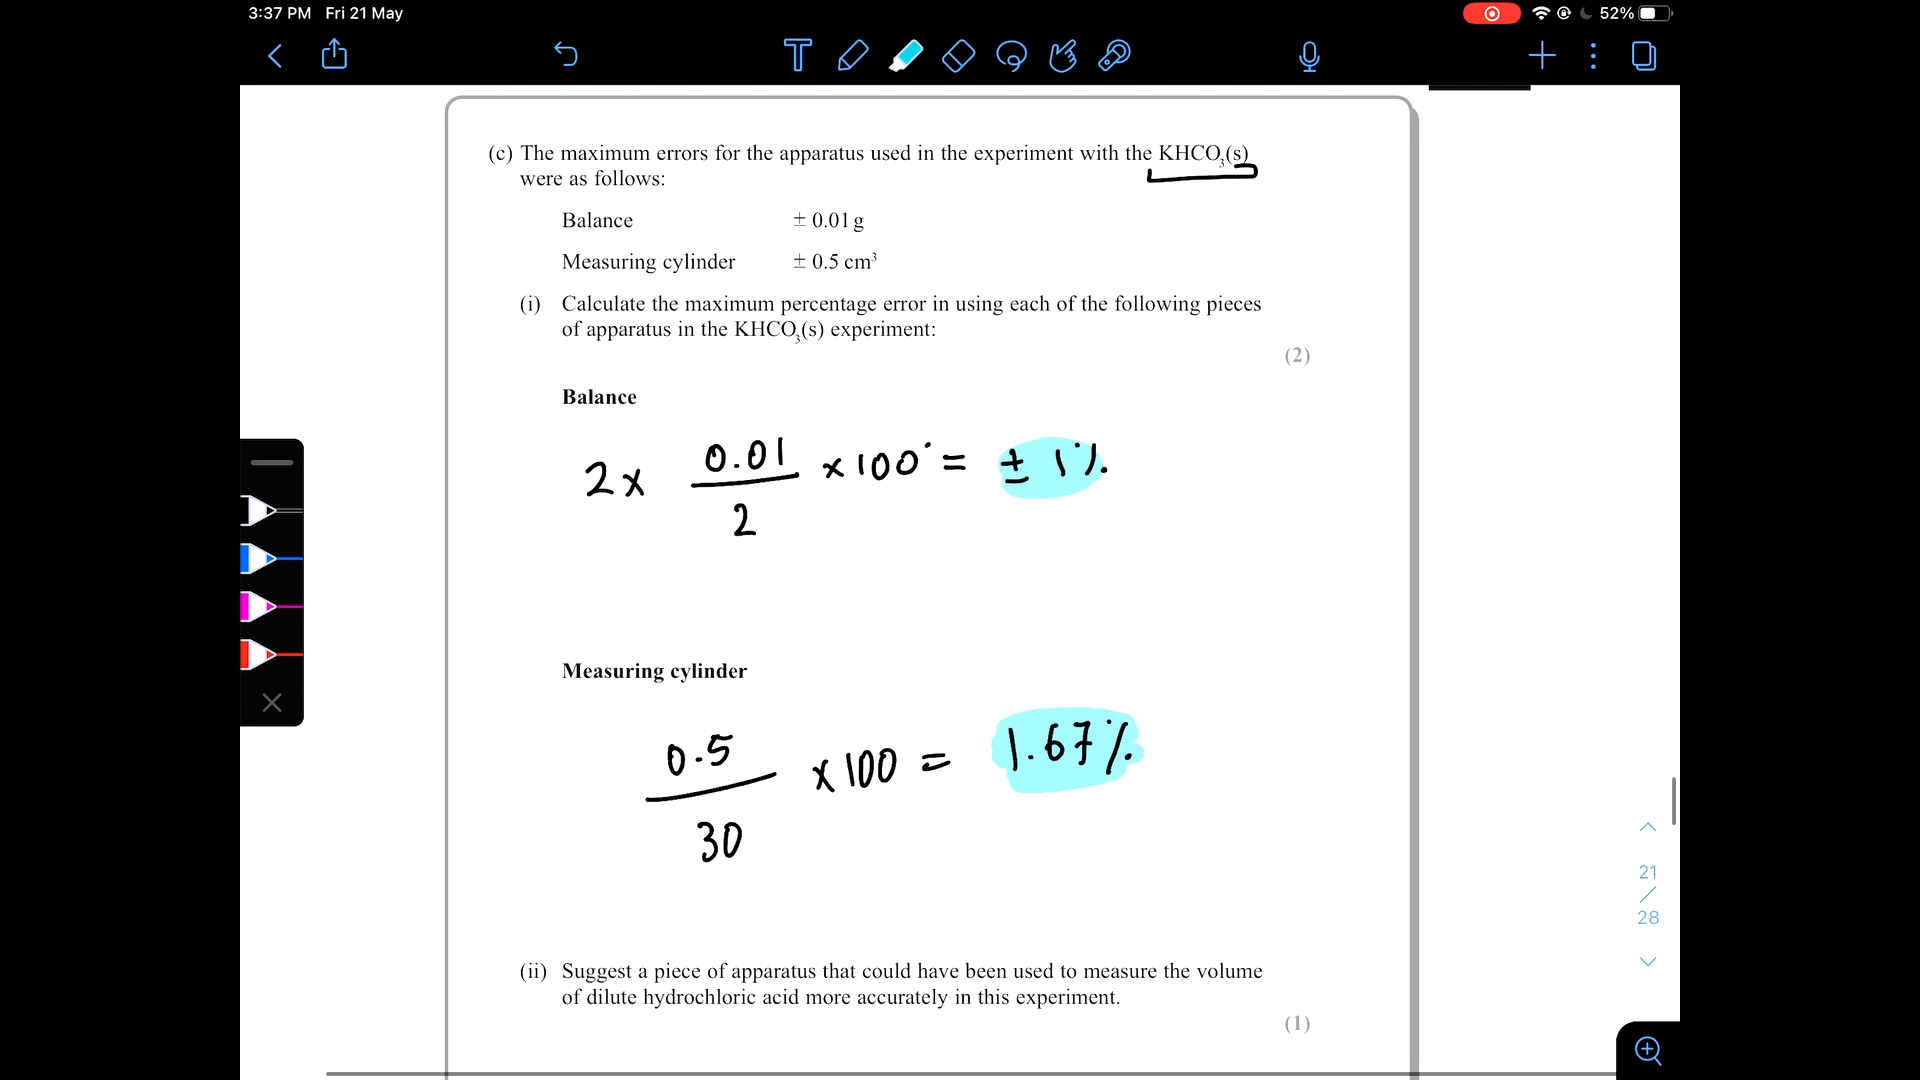 3:37 PM Fri 21 May
52%
(c) The maximum errors for the apparatus used in the experiment with the KHCO₃(s)
were as follows:
Balance ± 0.01 g
Measuring cylinder ± 0.5 cm³
(i) Calculate the maximum percentage error in using each of the following pieces
of apparatus in the KHCO₃(s) experiment:
(2)
Balance
2 x 0.01/2 x 100 = ± 1%
Measuring cylinder
0.5/30 x 100 = 1.67%
21
/
28
(ii) Suggest a piece of apparatus that could have been used to measure the volume
of dilute hydrochloric acid more accurately in this experiment.
(1)